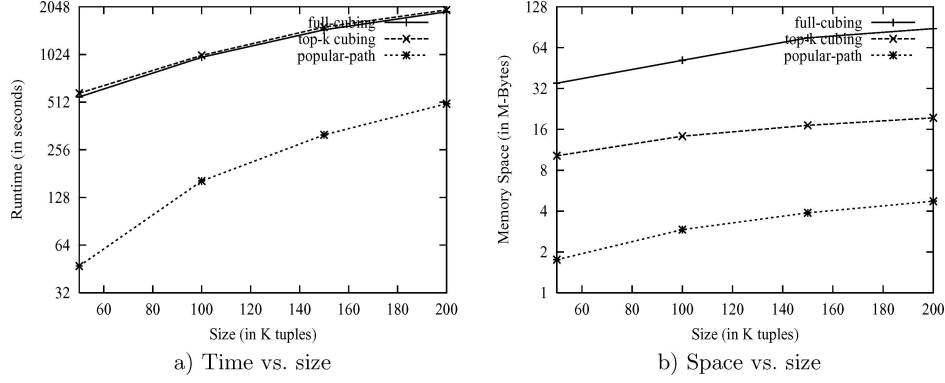 2048
1024
512
256
128
64
32
Runtime (in seconds)
full-cubing
top-k cubing
popular-path
60 80 100 120 140 160 180 200
Size (in K tuples)
a) Time vs. size
128
64
32
16
8
4
2
1
Memory Space (in M-Bytes)
full-cubing
top-k cubing
popular-path
60 80 100 120 140 160 180 200
Size (in K tuples)
b) Space vs. size